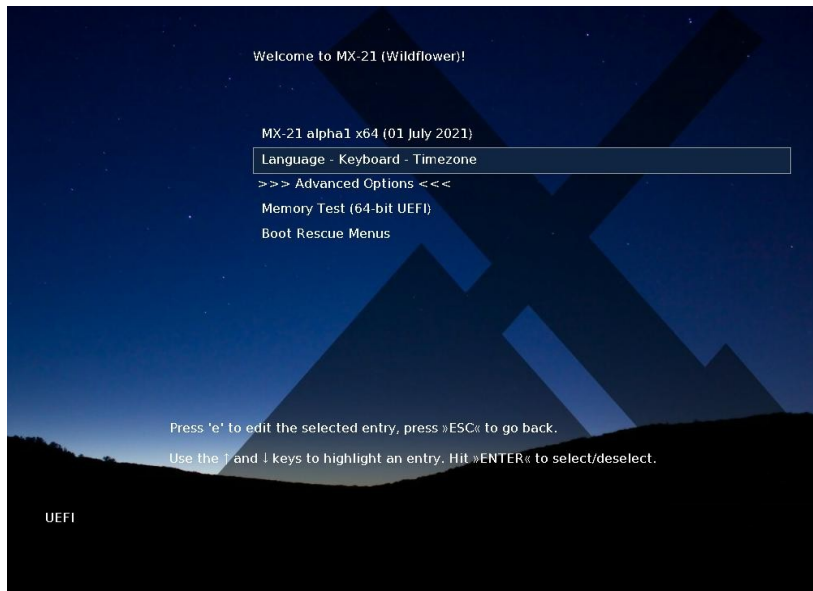 Welcome to MX-21 (Wildflower)!
MX-21 alpha1 x64 (01 July 2021)
Language - Keyboard - Timezone
>>> Advanced Options <<<
Memory Test (64-bit UEFI)
Boot Rescue Menus
Press 'e' to edit the selected entry, press »ESC« to go back.
Use the ↑ and ↓ keys to highlight an entry. Hit »ENTER« to select/deselect.
UEFI